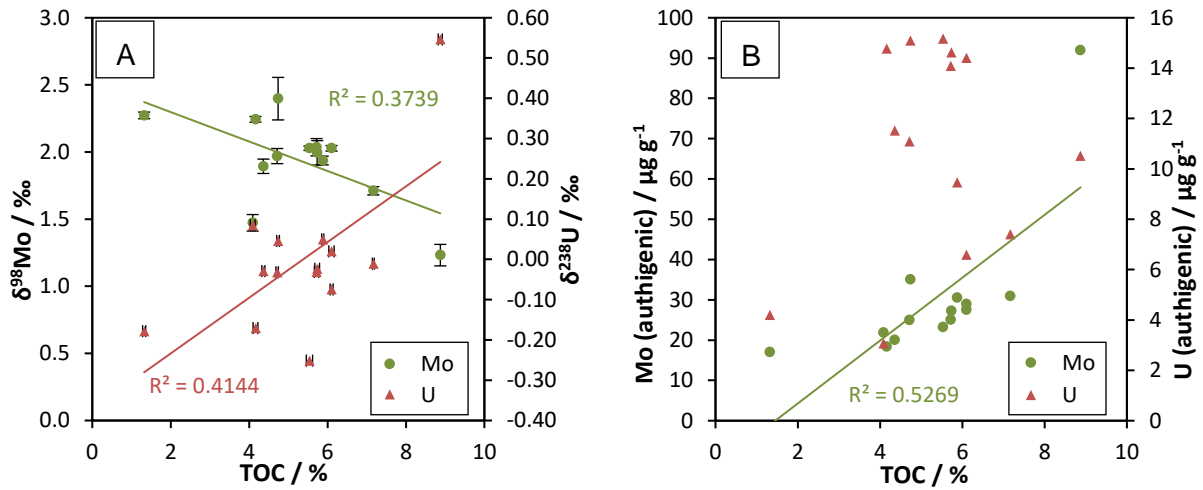 A
3.0
2.5
2.0
1.5
1.0
0.5
0.0
δ⁹⁸Mo / ‰
0.60
0.50
0.40
0.30
0.20
0.10
0.00
-0.10
-0.20
-0.30
-0.40
δ²³⁸U / ‰
R² = 0.3739
R² = 0.4144
Mo
U
0 2 4 6 8 10
TOC / %
B
100
90
80
70
60
50
40
30
20
10
0
Mo (authigenic) / µg g⁻¹
16
14
12
10
8
6
4
2
0
U (authigenic) / µg g⁻¹
R² = 0.5269
Mo
U
0 2 4 6 8 10
TOC / %